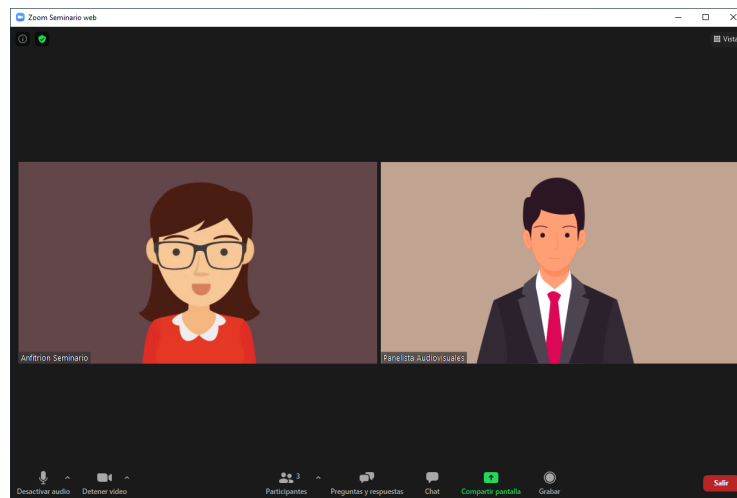 Zoom Seminario web
Vista
Anfitrion Seminario
Panelista Audiovisuales
3
Desactivar audio
Detener video
Participantes
Preguntas y respuestas
Chat
Compartir pantalla
Grabar
Salir